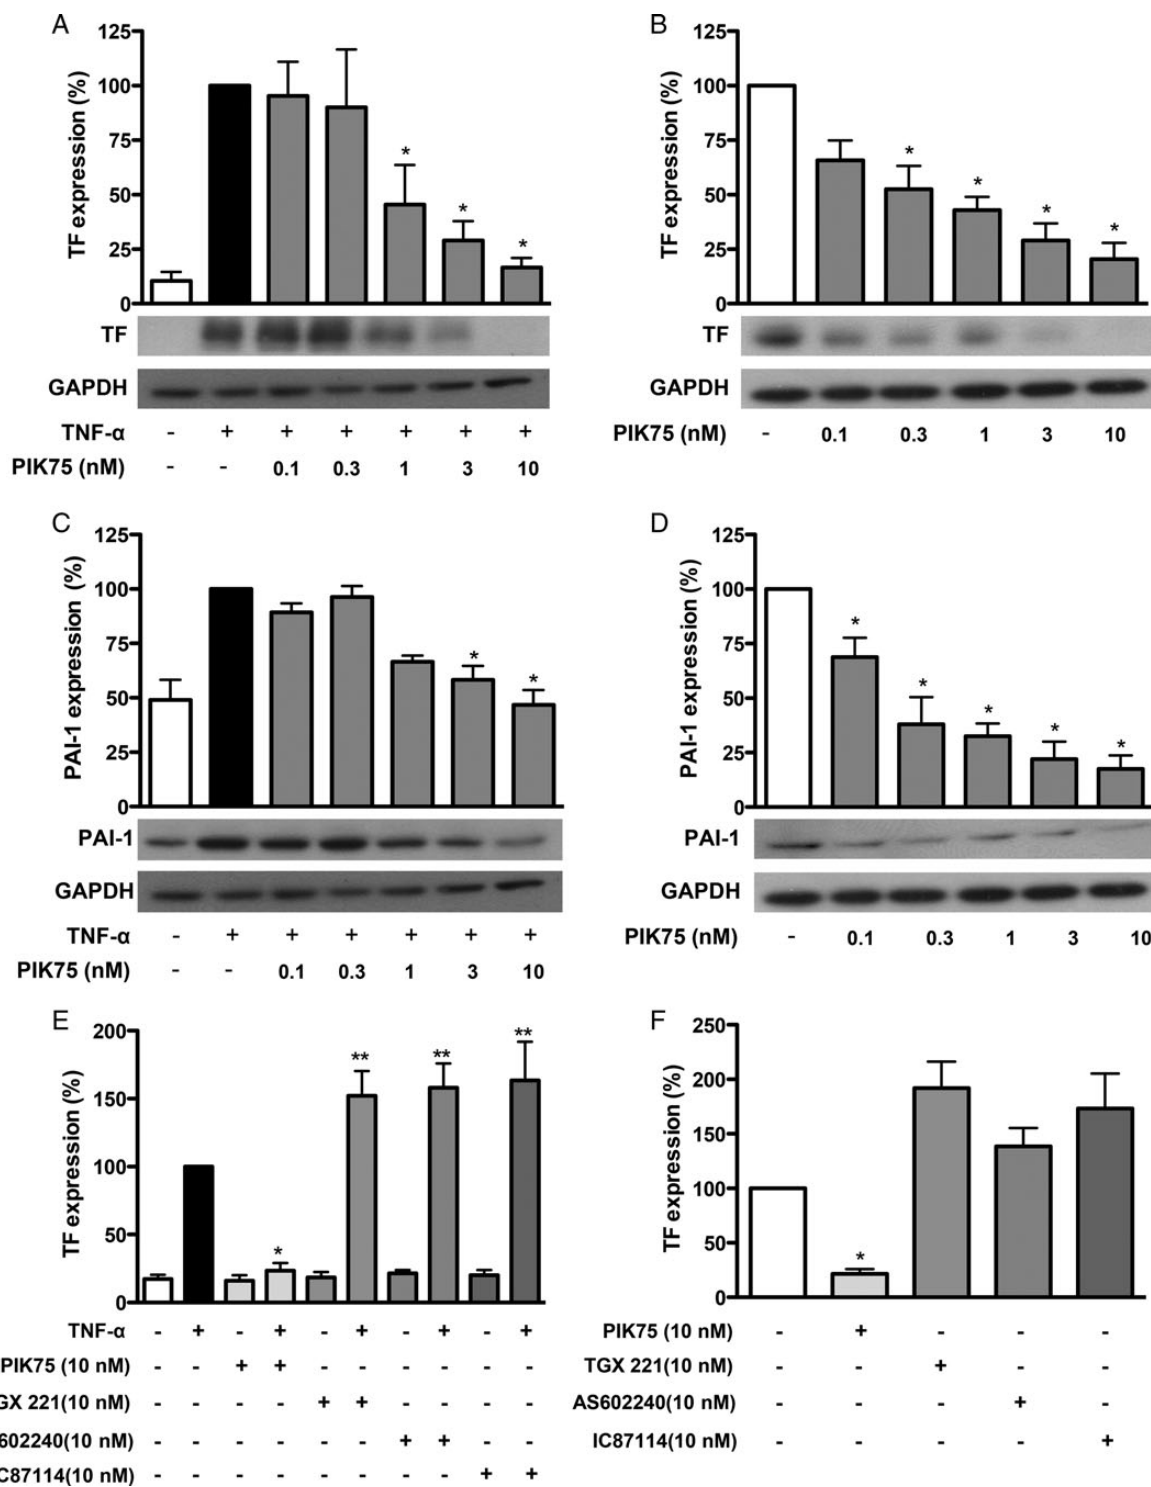 A
125
100
75
50
25
0
TF expression (%)
* * *
TF
GAPDH
TNF-α - + + + + + +
PIK75 (nM) - - 0.1 0.3 1 3 10
B
125
100
75
50
25
0
TF expression (%)
* * * *
TF
GAPDH
PIK75 (nM) - 0.1 0.3 1 3 10
C
125
100
75
50
25
0
PAI-1 expression (%)
* *
PAI-1
GAPDH
TNF-α - + + + + + +
PIK75 (nM) - - 0.1 0.3 1 3 10
D
125
100
75
50
25
0
PAI-1 expression (%)
* * * * *
PAI-1
GAPDH
PIK75 (nM) - 0.1 0.3 1 3 10
E
200
150
100
50
0
TF expression (%)
* ** ** **
TNF-α - + - + - + - + - +
PIK75 (10 nM) - - + + - - - - - -
GX 221(10 nM) - - - - + + - - - -
602240(10 nM) - - - - - - + + - -
C87114(10 nM) - - - - - - - - + +
F
250
200
150
100
50
0
TF expression (%)
*
PIK75 (10 nM) - + - - -
TGX 221(10 nM) - - + - -
AS602240(10 nM) - - - + -
IC87114(10 nM) - - - - +